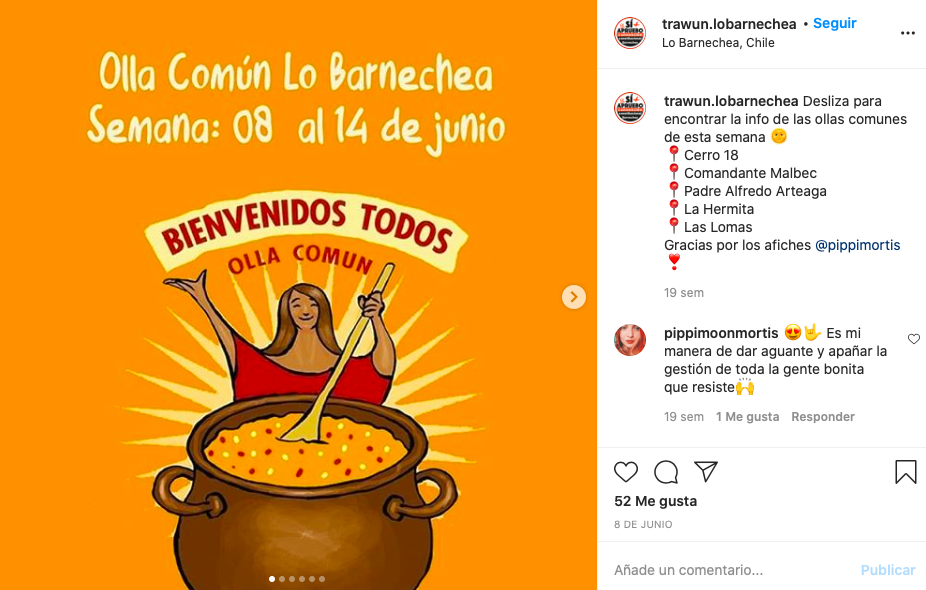 Olla Común Lo Barnechea
Semana: 08 al 14 de junio
BIENVENIDOS TODOS
OLLA COMUN
SÍ
APRUEBO
trawun.lobarnechea • Seguir
Lo Barnechea, Chile
SÍ
APRUEBO
trawun.lobarnechea Desliza para
encontrar la info de las ollas comunes
de esta semana 🌝
📍Cerro 18
📍Comandante Malbec
📍Padre Alfredo Arteaga
📍La Hermita
📍Las Lomas
Gracias por los afiches @pippimortis
❣️
19 sem
pippimoonmortis 😍🤟 Es mi
manera de dar aguante y apañar la
gestión de toda la gente bonita
que resiste🙌
19 sem 1 Me gusta Responder
52 Me gusta
8 DE JUNIO
Añade un comentario... Publicar